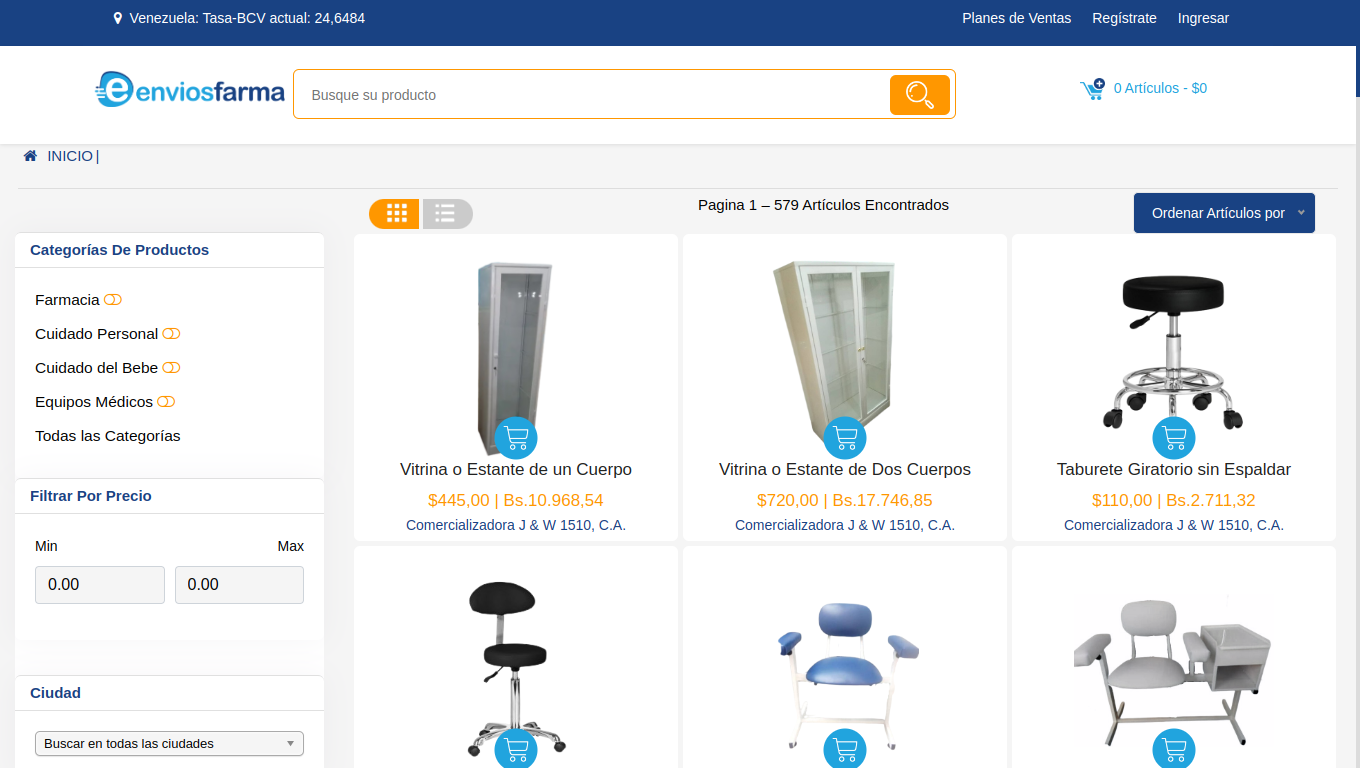 Venezuela: Tasa-BCV actual: 24,6484
Planes de Ventas Regístrate Ingresar
enviosfarma
Busque su producto
0 Artículos - $0
INICIO |
Pagina 1 – 579 Artículos Encontrados
Ordenar Artículos por
Categorías De Productos
Farmacia
Cuidado Personal
Cuidado del Bebe
Equipos Médicos
Todas las Categorías
Filtrar Por Precio
Min Max
0.00 0.00
Ciudad
Buscar en todas las ciudades
Vitrina o Estante de un Cuerpo
$445,00 | Bs.10.968,54
Comercializadora J & W 1510, C.A.
Vitrina o Estante de Dos Cuerpos
$720,00 | Bs.17.746,85
Comercializadora J & W 1510, C.A.
Taburete Giratorio sin Espaldar
$110,00 | Bs.2.711,32
Comercializadora J & W 1510, C.A.